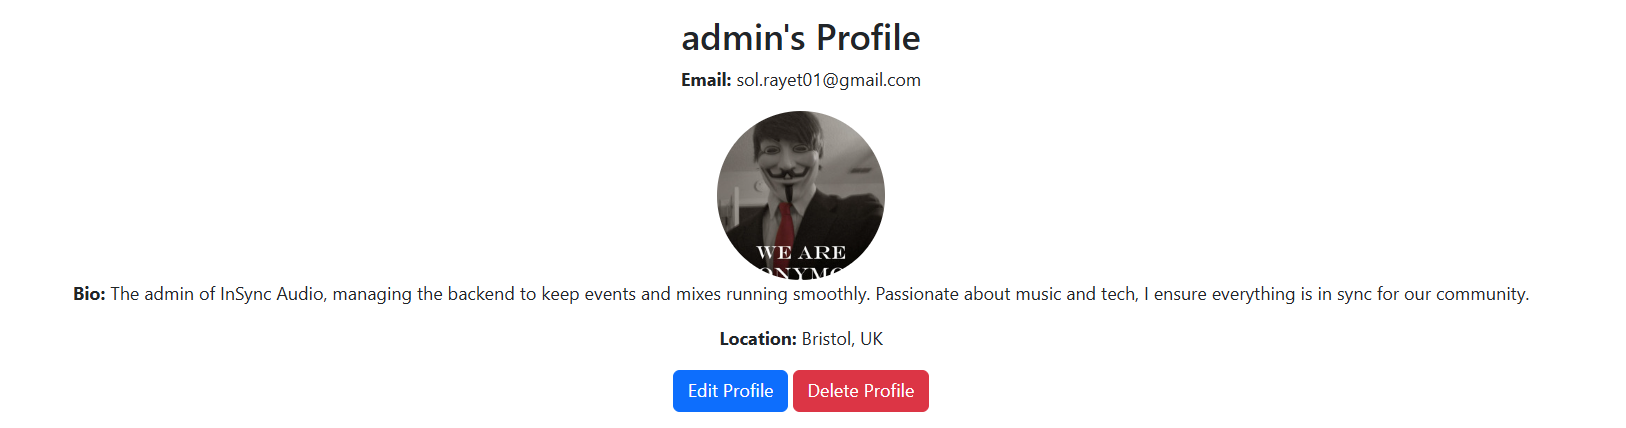 admin's Profile
Email: sol.rayet01@gmail.com
WE ARE
ONYMO
Bio: The admin of InSync Audio, managing the backend to keep events and mixes running smoothly. Passionate about music and tech, I ensure everything is in sync for our community.
Location: Bristol, UK
Edit Profile Delete Profile